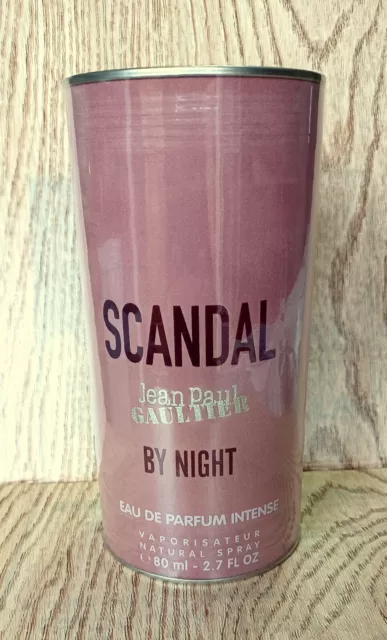 SCANDAL
Jean Paul
GAULTIER
BY NIGHT
EAU DE PARFUM INTENSE
VAPORISATEUR
NATURAL SPRAY
℮80 ml - 2.7 FL OZ